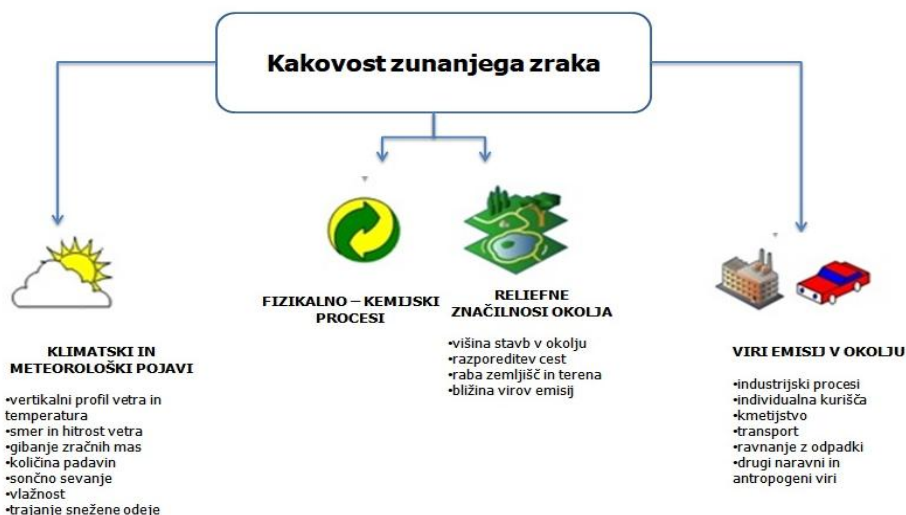 Kakovost zunanjega zraka
KLIMATSKI IN
METEOROLOŠKI POJAVI
•vertikalni profil vetra in
temperatura
•smer in hitrost vetra
•gibanje zračnih mas
•količina padavin
•sončno sevanje
•vlažnost
•trajanje snežene odeje
FIZIKALNO – KEMIJSKI
PROCESI
RELIEFNE
ZNAČILNOSI OKOLJA
•višina stavb v okolju
•razporeditev cest
•raba zemljišč in terena
•bližina virov emisij
VIRI EMISIJ V OKOLJU
•industrijski procesi
•individualna kurišča
•kmetijstvo
•transport
•ravnanje z odpadki
•drugi naravni in
antropogeni viri